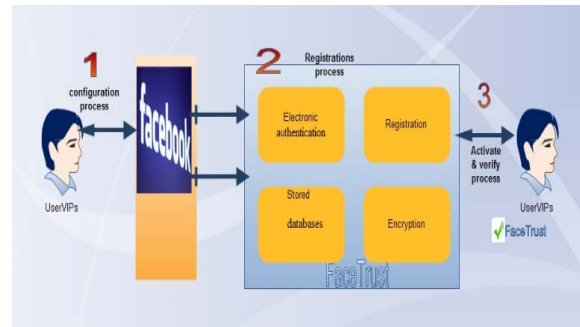 1
configuration
process
UserVIPs
facebook
2
Registrations
process
Electronic
authentication
Registration
Stored
databases
Encryption
FaceTrust
3
Activate
& verify
process
UserVIPs
FaceTrust